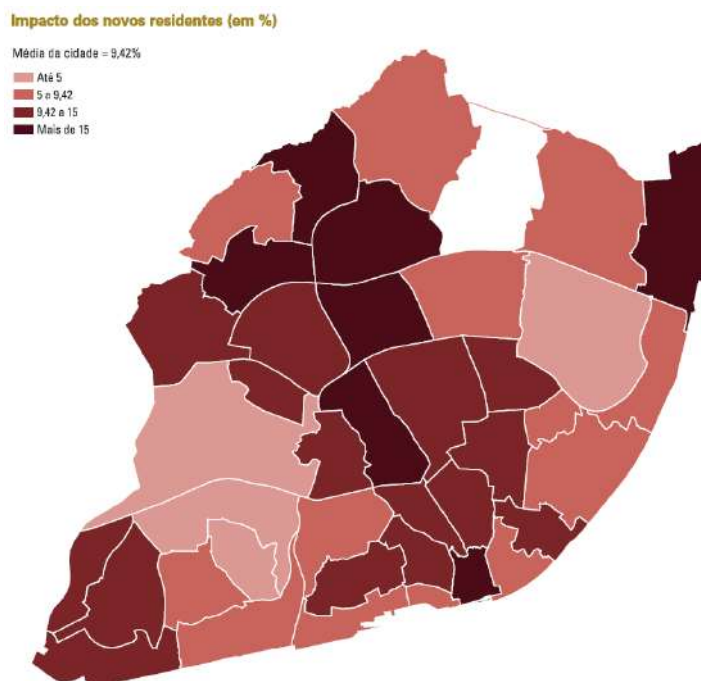 Impacto dos novos residentes (em %)
Média da cidade = 9,42%
Até 5
5 a 9,42
9,42 a 15
Mais de 15